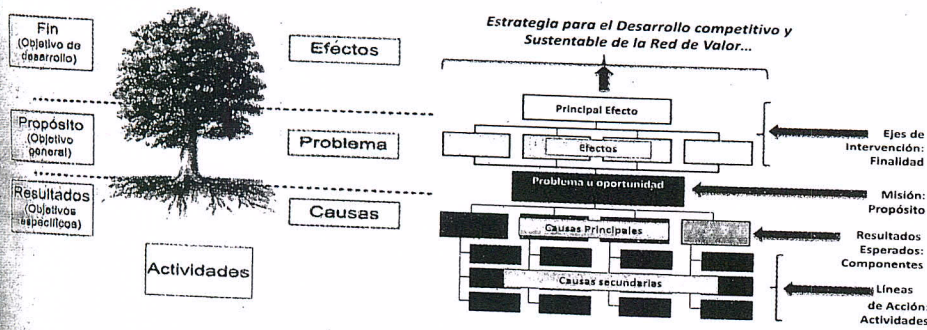 Fin
(Objetivo de
desarrollo)
Propósito
(Objetivo
general)
Resultados
(Objetivos
específicos)
Eféctos
Problema
Causas
Actividades
Estrategia para el Desarrollo competitivo y
Sustentable de la Red de Valor...
Principal Efecto
Efectos
Problema u oportunidad
Causas Principales
Causas secundarias
Ejes de
Intervención:
Finalidad
Misión:
Propósito
Resultados
Esperados:
Componentes
Líneas
de Acción:
Actividades